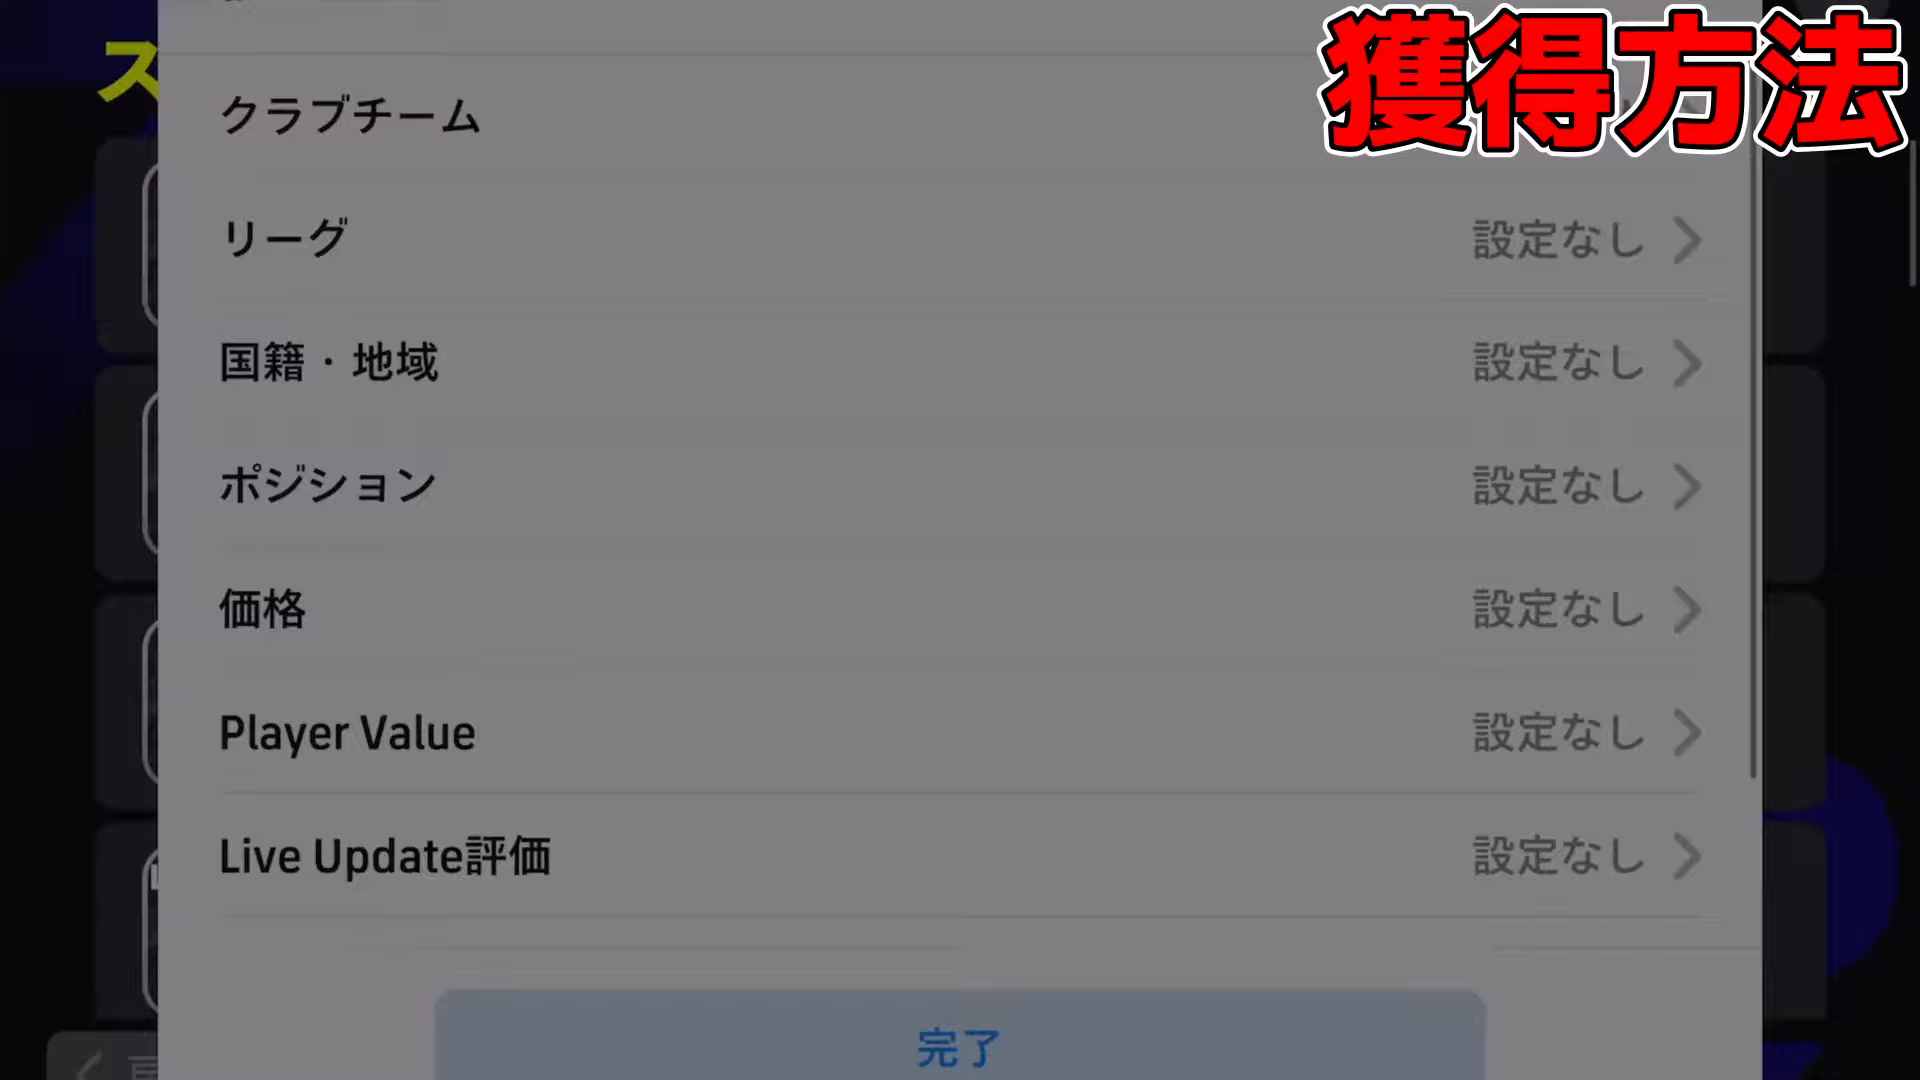 獲得方法
ス
クラブチーム
リーグ 設定なし
国籍・地域 設定なし
ポジション 設定なし
価格 設定なし
Player Value 設定なし
Live Update評価 設定なし
完了